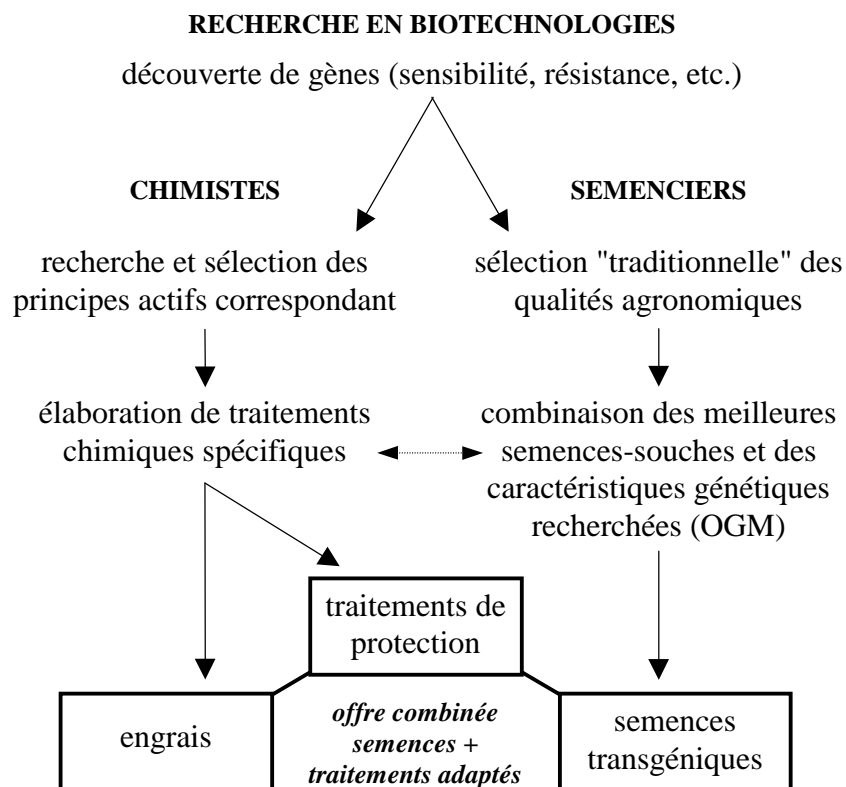 RECHERCHE EN BIOTECHNOLOGIES
découverte de gènes (sensibilité, résistance, etc.)
CHIMISTES
recherche et sélection des
principes actifs correspondant
élaboration de traitements
chimiques spécifiques
SEMENCIERS
sélection "traditionnelle" des
qualités agronomiques
combinaison des meilleures
semences-souches et des
caractéristiques génétiques
recherchées (OGM)
traitements de
protection
engrais
offre combinée
semences +
traitements adaptés
semences
transgéniques